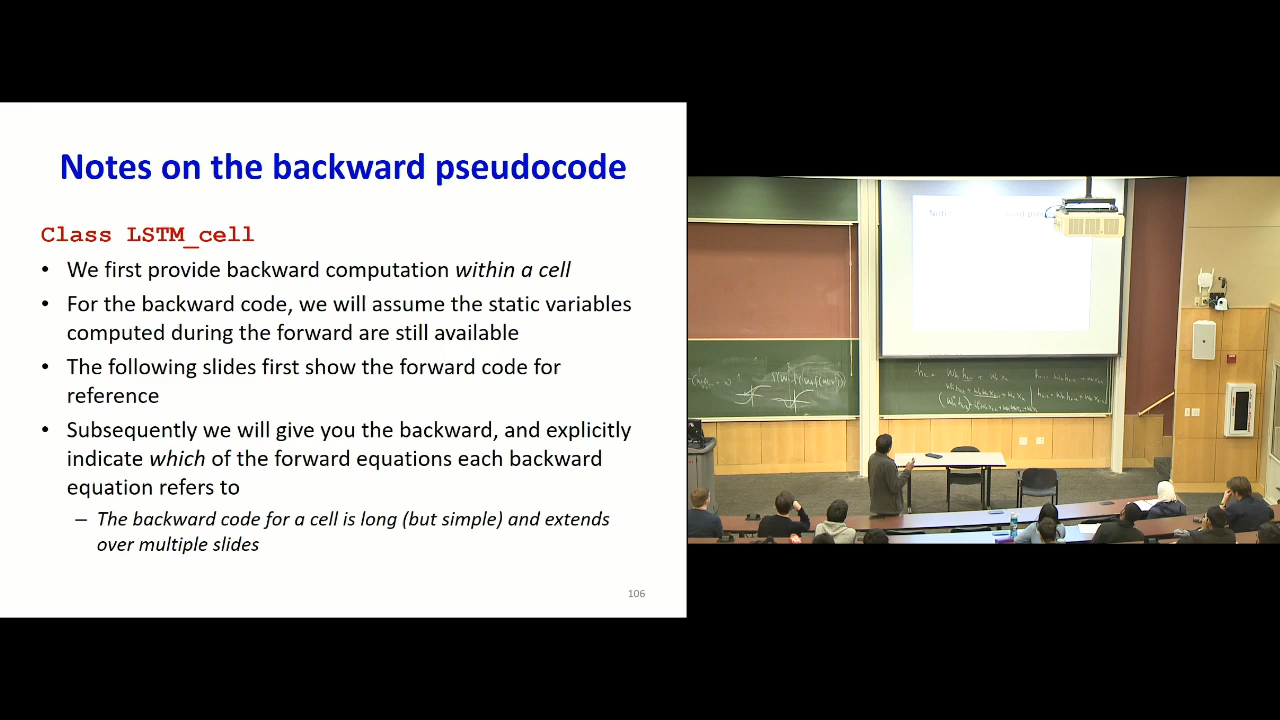 Notes on the backward pseudocode
Class LSTM_cell
• We first provide backward computation within a cell
• For the backward code, we will assume the static variables
computed during the forward are still available
• The following slides first show the forward code for
reference
• Subsequently we will give you the backward, and explicitly
indicate which of the forward equations each backward
equation refers to
– The backward code for a cell is long (but simple) and extends
over multiple slides
106